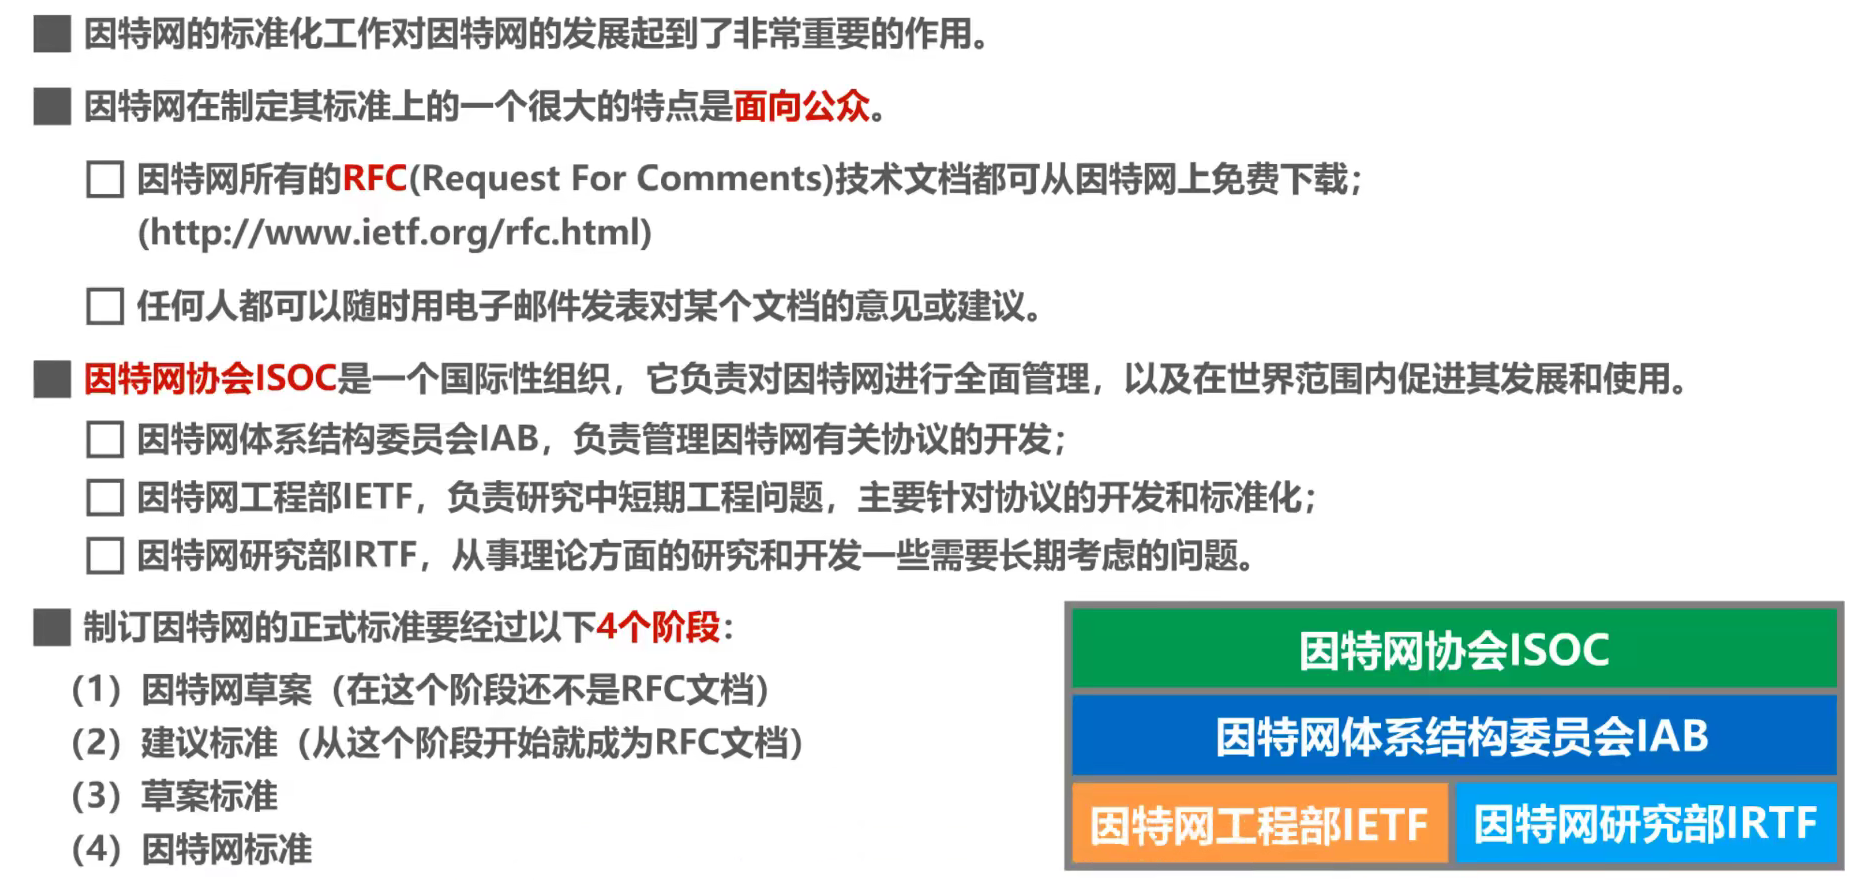 因特网的标准化工作对因特网的发展起到了非常重要的作用。
因特网在制定其标准上的一个很大的特点是面向公众。
因特网所有的RFC(Request For Comments)技术文档都可从因特网上免费下载；
(http://www.ietf.org/rfc.html)
任何人都可以随时用电子邮件发表对某个文档的意见或建议。
因特网协会ISOC是一个国际性组织，它负责对因特网进行全面管理，以及在世界范围内促进其发展和使用。
因特网体系结构委员会IAB，负责管理因特网有关协议的开发；
因特网工程部IETF，负责研究中短期工程问题，主要针对协议的开发和标准化；
因特网研究部IRTF，从事理论方面的研究和开发一些需要长期考虑的问题。
制订因特网的正式标准要经过以下4个阶段：
（1）因特网草案（在这个阶段还不是RFC文档）
（2）建议标准（从这个阶段开始就成为RFC文档）
（3）草案标准
（4）因特网标准
因特网协会ISOC
因特网体系结构委员会IAB
因特网工程部IETF
因特网研究部IRTF